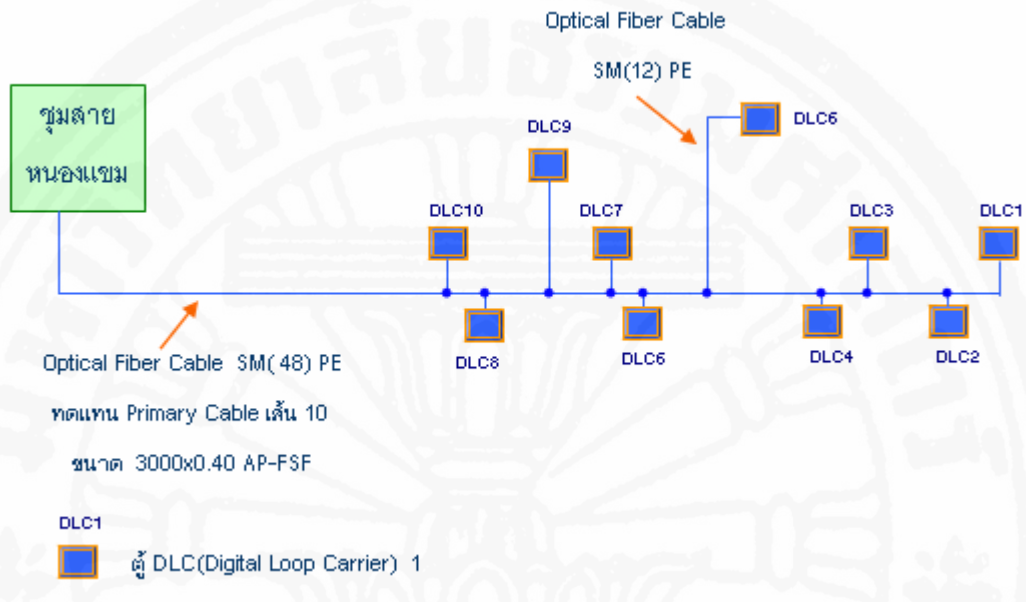 Optical Fiber Cable
SM(12) PE
ชุมสาย
หนองแขม
DLC6
DLC9
DLC10
DLC7
DLC3
DLC1
DLC8
DLC6
DLC4
DLC2
Optical Fiber Cable SM(48) PE
ทดแทน Primary Cable เส้น 10
ขนาด 3000x0.40 AP-FSF
DLC1
ตู้ DLC(Digital Loop Carrier) 1